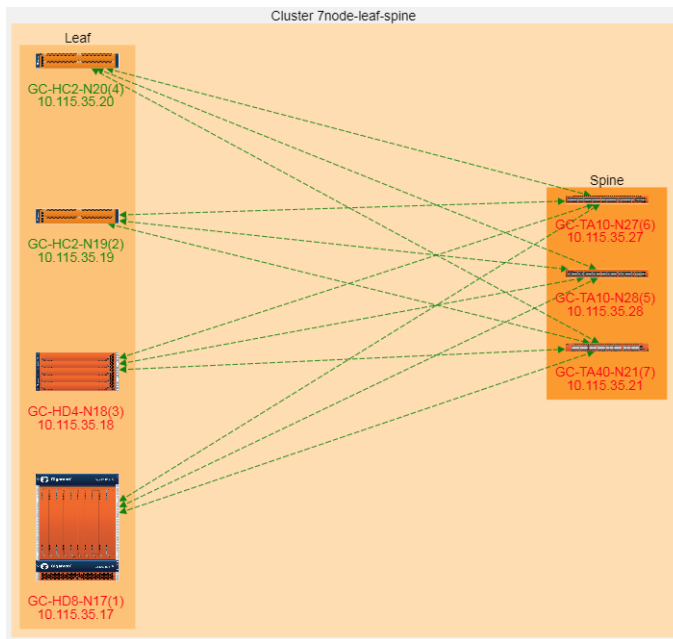 Cluster 7node-leaf-spine
Leaf
GC-HC2-N20(4)
10.115.35.20
GC-HC2-N19(2)
10.115.35.19
GC-HD4-N18(3)
10.115.35.18
GC-HD8-N17(1)
10.115.35.17
Spine
GC-TA10-N27(6)
10.115.35.27
GC-TA10-N28(5)
10.115.35.28
GC-TA40-N21(7)
10.115.35.21